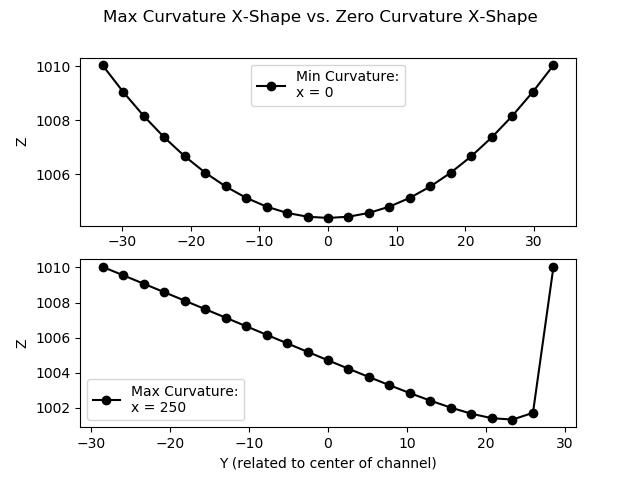 Max Curvature X-Shape vs. Zero Curvature X-Shape
1010
1008
1006
Z
Min Curvature:
x = 0
−30 −20 −10 0 10 20 30
1010
1008
1006
1004
1002
Z
Max Curvature:
x = 250
−30 −20 −10 0 10 20 30
Y (related to center of channel)